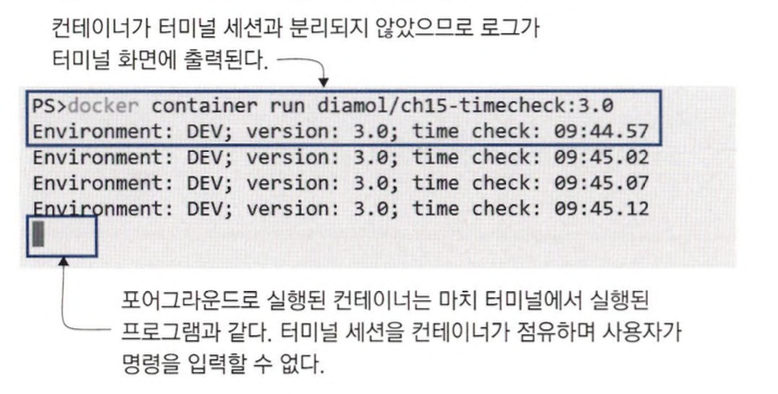 컨테이너가 터미널 세션과 분리되지 않았으므로 로그가
터미널 화면에 출력된다.
PS>docker container run diamol/ch15-timecheck:3.0
Environment: DEV; version: 3.0; time check: 09:44.57
Environment: DEV; version: 3.0; time check: 09:45.02
Environment: DEV; version: 3.0; time check: 09:45.07
Environment: DEV; version: 3.0; time check: 09:45.12
포어그라운드로 실행된 컨테이너는 마치 터미널에서 실행된
프로그램과 같다. 터미널 세션을 컨테이너가 점유하며 사용자가
명령을 입력할 수 없다.